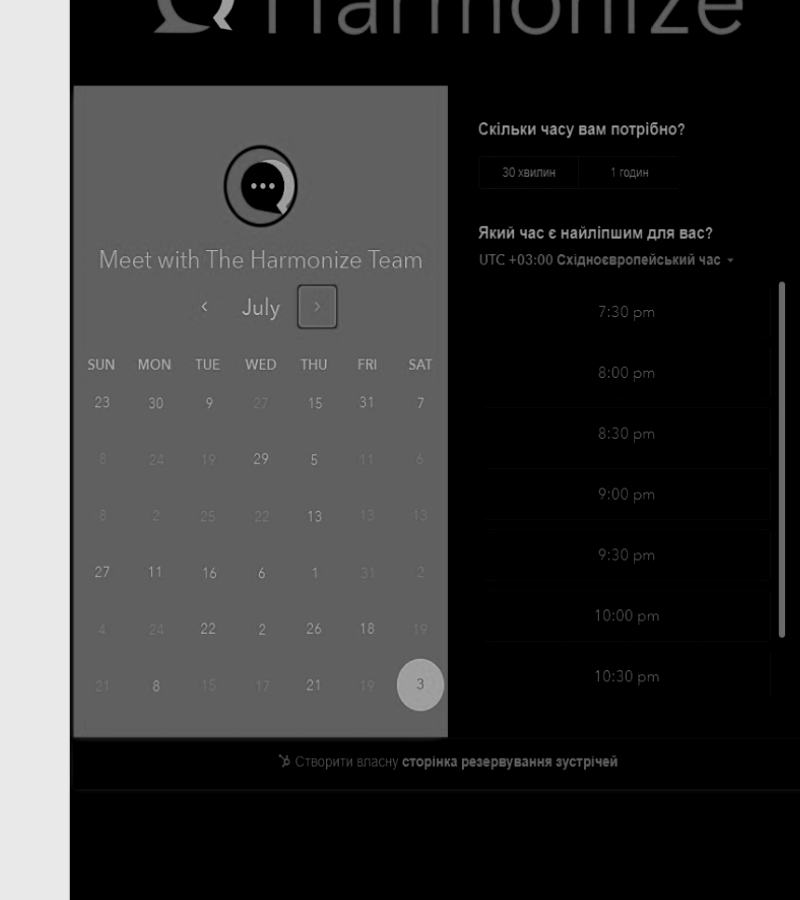 Harmonize
Meet with The Harmonize Team
July
SUN MON TUE WED THU FRI SAT
23 30 9 27 15 31 7
8 24 19 29 5 11 6
8 2 25 22 13 13 13
27 11 16 6 1 31 2
4 24 22 2 26 18 19
21 8 15 17 21 19 3
Скільки часу вам потрібно?
30 хвилин 1 годин
Який час є найліпшим для вас?
UTC +03:00 Східноєвропейський час
7:30 pm
8:00 pm
8:30 pm
9:00 pm
9:30 pm
10:00 pm
10:30 pm
Створити власну сторінка резервування зустрічей